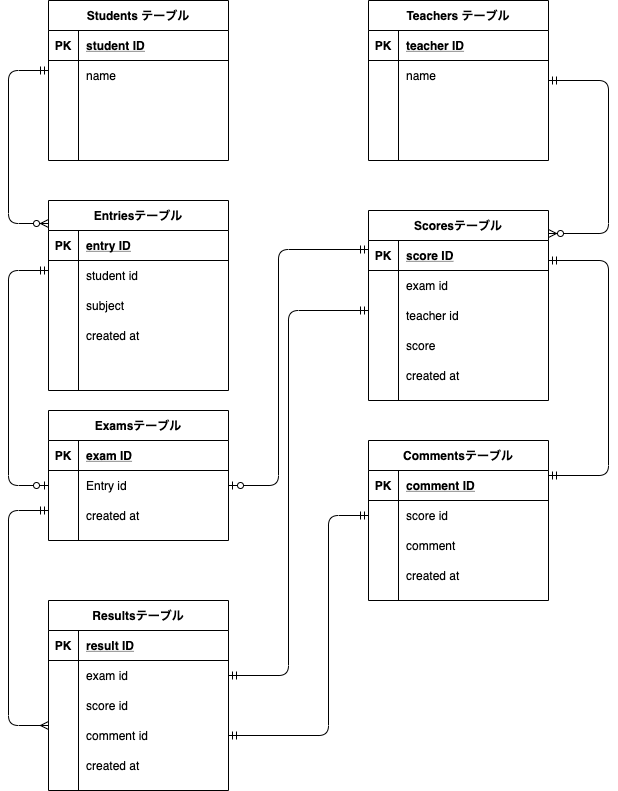 Students テーブル
PK student ID
name
Teachers テーブル
PK teacher ID
name
Entriesテーブル
PK entry ID
student id
subject
created at
Scoresテーブル
PK score ID
exam id
teacher id
score
created at
Examsテーブル
PK exam ID
Entry id
created at
Commentsテーブル
PK comment ID
score id
comment
created at
Resultsテーブル
PK result ID
exam id
score id
comment id
created at